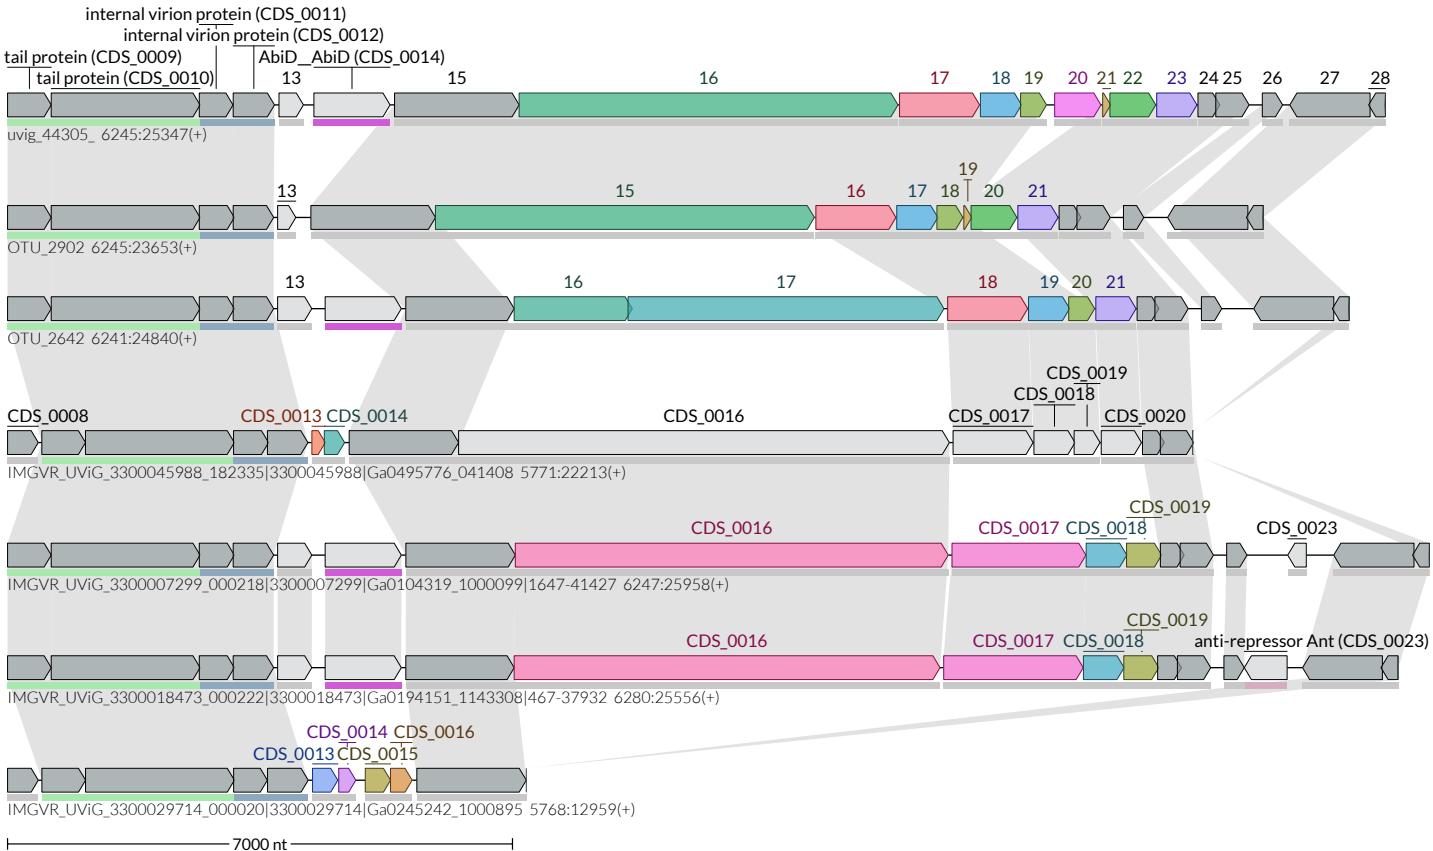 internal virion protein (CDS_0011)
internal virion protein (CDS_0012)
tail protein (CDS_0009) AbiD__AbiD (CDS_0014)
tail protein (CDS_0010) 13 15 16 17 18 19 20 21 22 23 24 25 26 27 28
uvig_44305_ 6245:25347(+)
19
13 15 16 17 18 20 21
OTU_2902 6245:23653(+)
13 16 17 18 19 20 21
OTU_2642 6241:24840(+)
CDS_0019
CDS_0018
CDS_0008 CDS_0013 CDS_0014 CDS_0016 CDS_0017 CDS_0020
IMGVR_UViG_3300045988_182335|3300045988|Ga0495776_041408 5771:22213(+)
CDS_0019
CDS_0016 CDS_0017 CDS_0018 CDS_0023
IMGVR_UViG_3300007299_000218|3300007299|Ga0104319_1000099|1647-41427 6247:25958(+)
CDS_0019
CDS_0016 CDS_0017 CDS_0018 anti-repressor Ant (CDS_0023)
IMGVR_UViG_3300018473_000222|3300018473|Ga0194151_1143308|467-37932 6280:25556(+)
CDS_0014 CDS_0016
CDS_0013 CDS_0015
IMGVR_UViG_3300029714_000020|3300029714|Ga0245242_1000895 5768:12959(+)
7000 nt